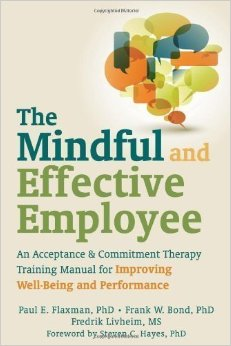 The
Mindful and
Effective
Employee
An Acceptance & Commitment Therapy
Training Manual for Improving
Well-Being and Performance
Paul E. Flaxman, PhD • Frank W. Bond, PhD
Fredrik Livheim, MS
Foreword by Steven C. Hayes, PhD